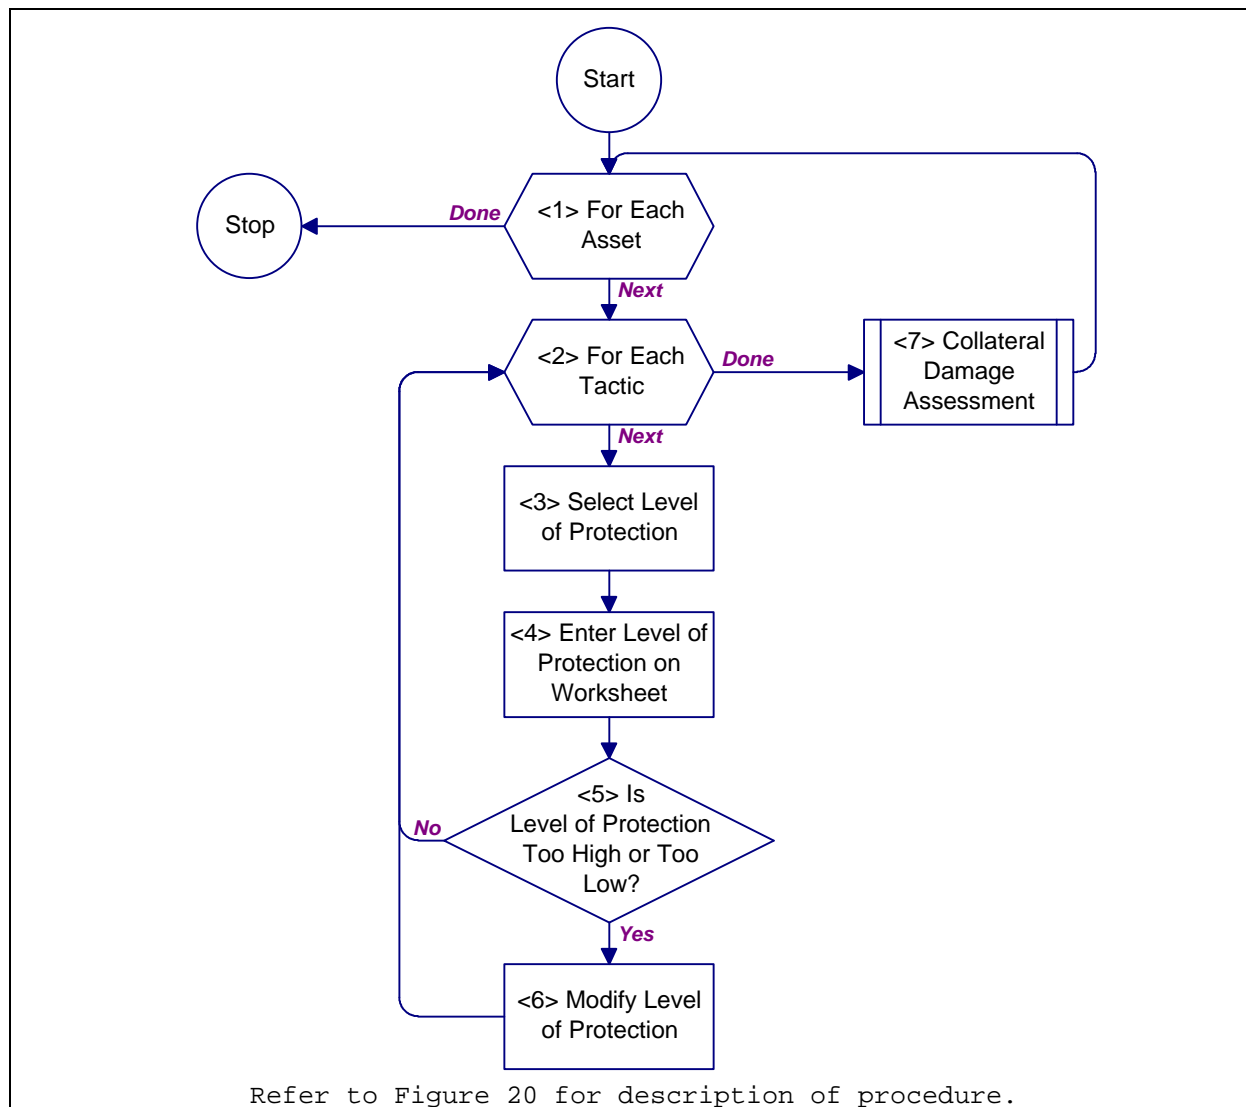 Start
<1> For Each
Asset
Done
Stop
Next
<2> For Each
Tactic
Done
<7> Collateral
Damage
Assessment
Next
<3> Select Level
of Protection
<4> Enter Level of
Protection on
Worksheet
<5> Is
Level of Protection
Too High or Too
Low?
No
Yes
<6> Modify Level
of Protection
Refer to Figure 20 for description of procedure.